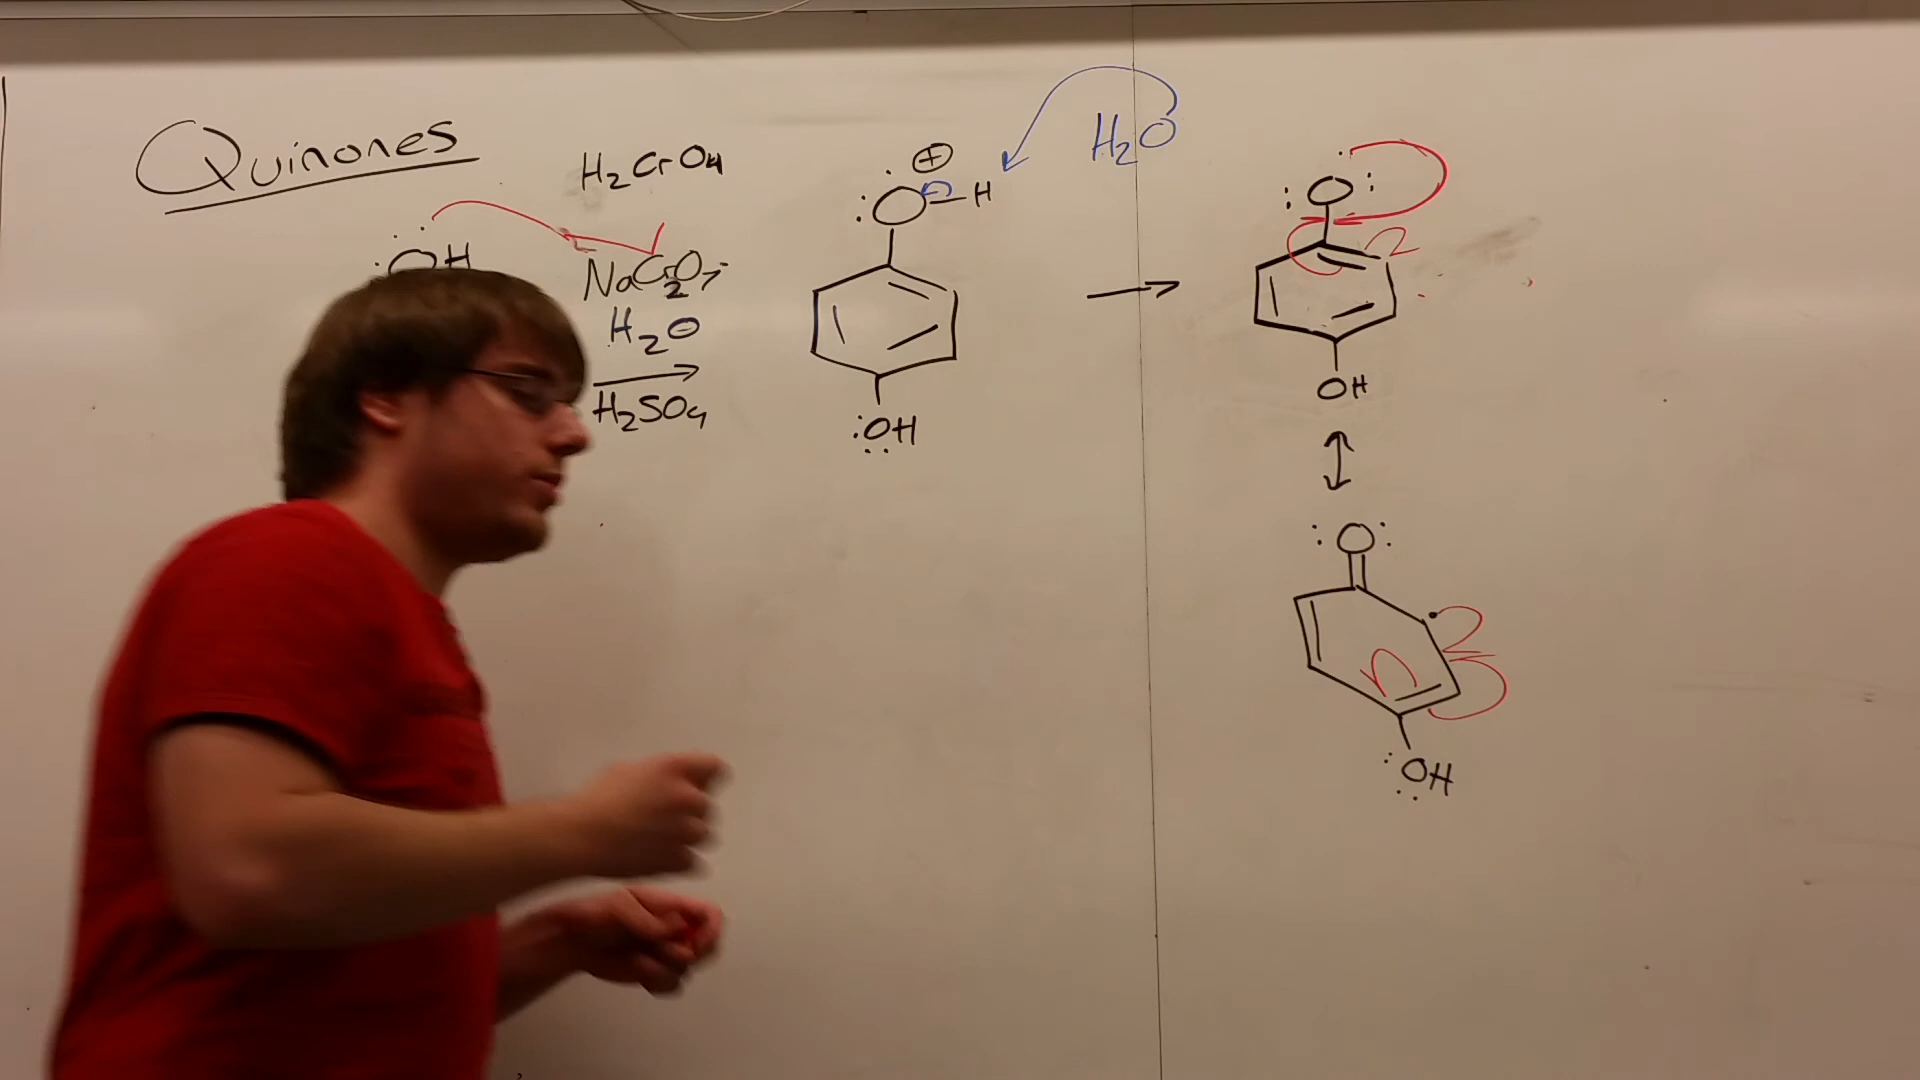 Quinones
H2CrO4
H2O
⊕
O–H
:O:
OH
NaCr2O7
H2O
H2SO4
:OH
OH
:O:
:OH